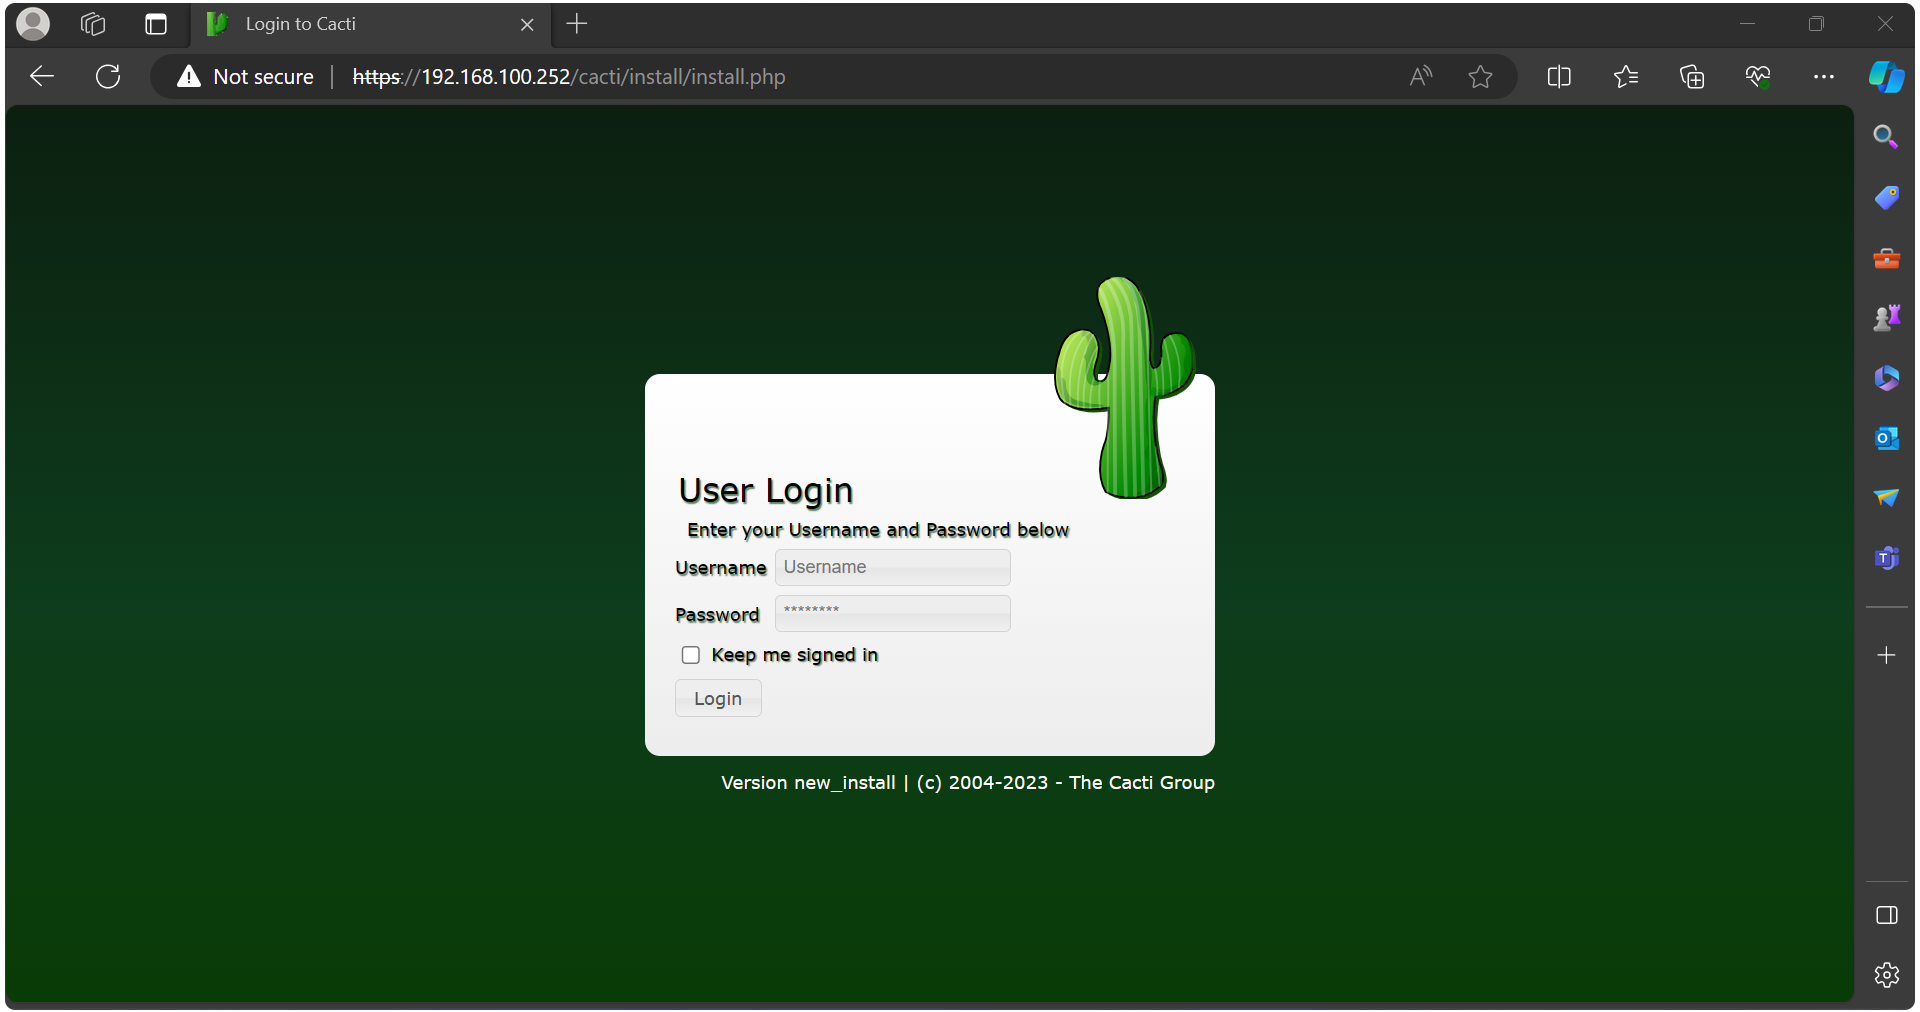 Login to Cacti
Not secure | https://192.168.100.252/cacti/install/install.php
User Login
Enter your Username and Password below
Username Username
Password ********
Keep me signed in
Login
Version new_install | (c) 2004-2023 - The Cacti Group